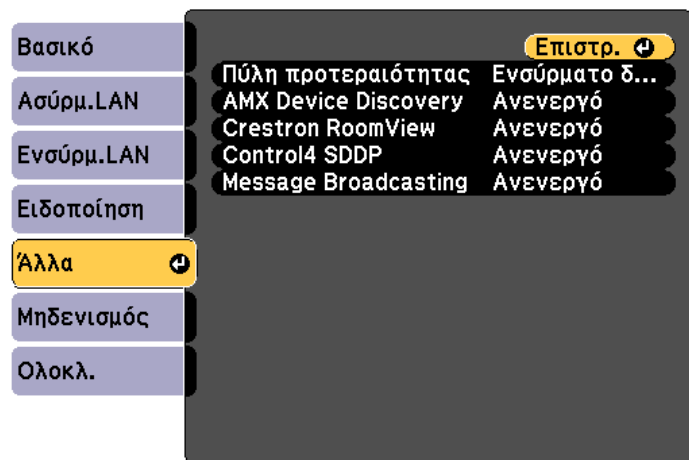 Βασικό
Ασύρμ.LAN
Ενσύρμ.LAN
Ειδοποίηση
Άλλα
Μηδενισμός
Ολοκλ.
Επιστρ.
Πύλη προτεραιότητας Ενσύρματο δ...
AMX Device Discovery Ανενεργό
Crestron RoomView Ανενεργό
Control4 SDDP Ανενεργό
Message Broadcasting Ανενεργό